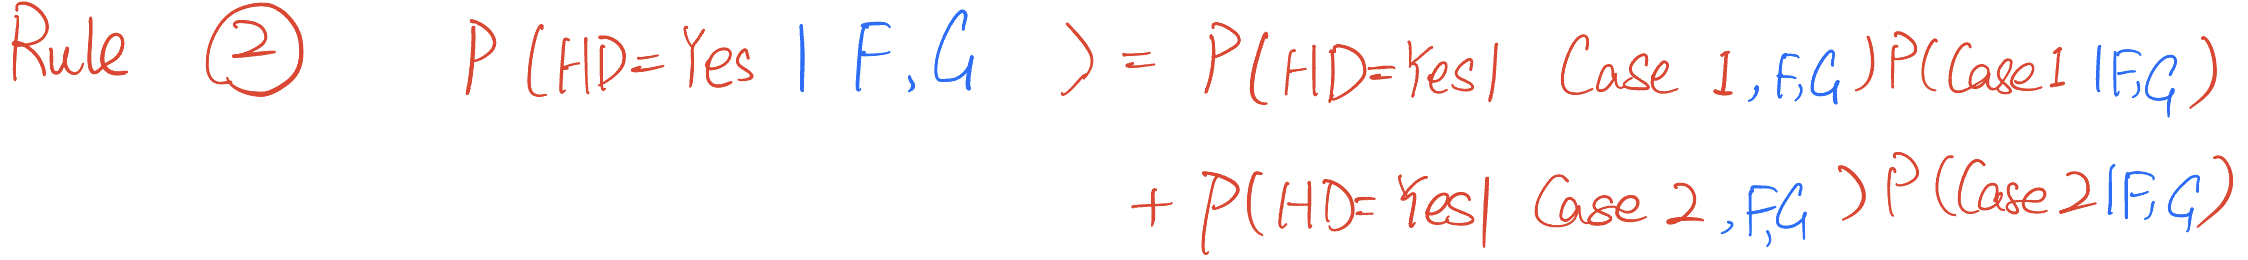 Rule ② P(HD=Yes | F,G ) = P(HD=Yes| Case 1,F,G)P(Case1|F,G)
+ P(HD=Yes| Case 2,F,G)P(Case2|F,G)